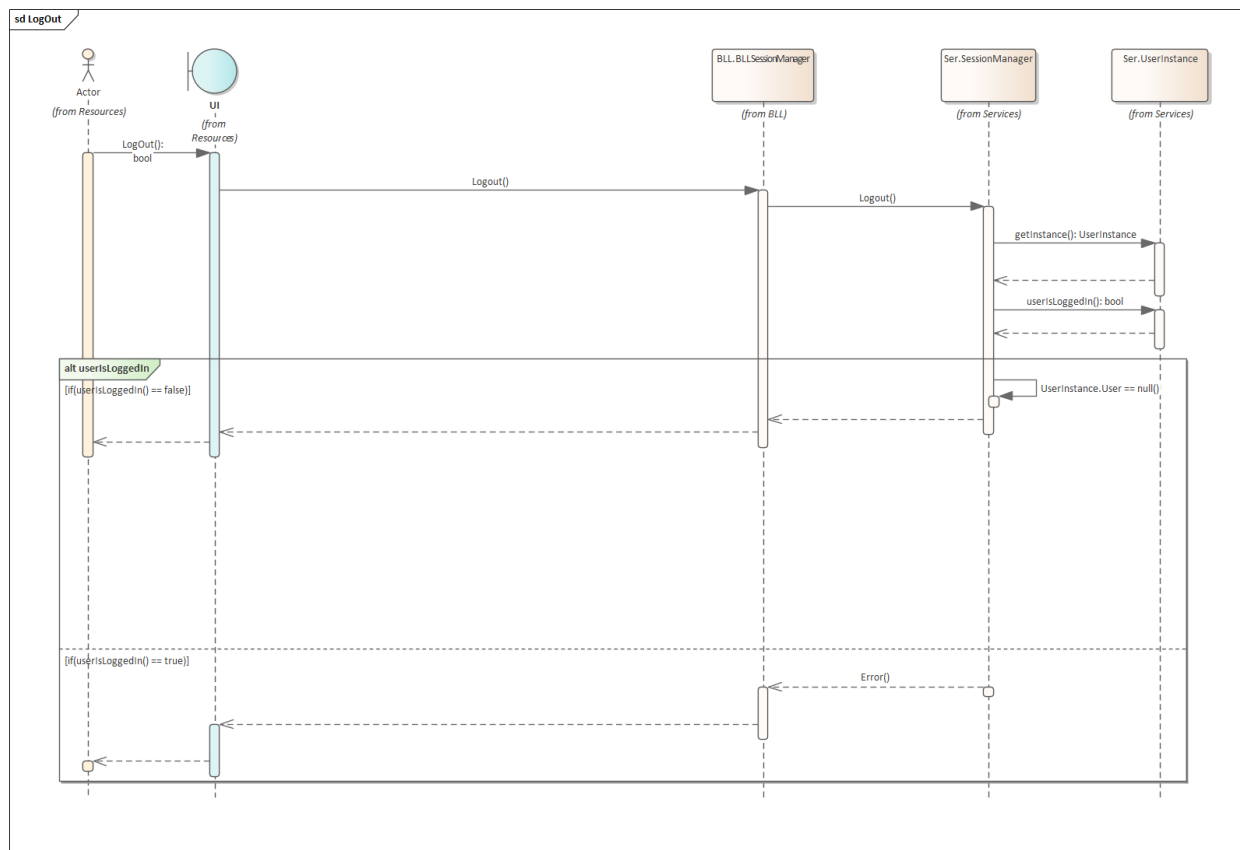 sd LogOut
Actor
(from Resources)
UI
(from
Resources)
BLL.BLLSessionManager
(from BLL)
Ser.SessionManager
(from Services)
Ser.UserInstance
(from Services)
LogOut():
bool
Logout()
Logout()
getInstance(): UserInstance
userIsLoggedIn(): bool
alt userIsLoggedIn
[if(userIsLoggedIn() == false)]
UserInstance.User == null()
[if(userIsLoggedIn() == true)]
Error()